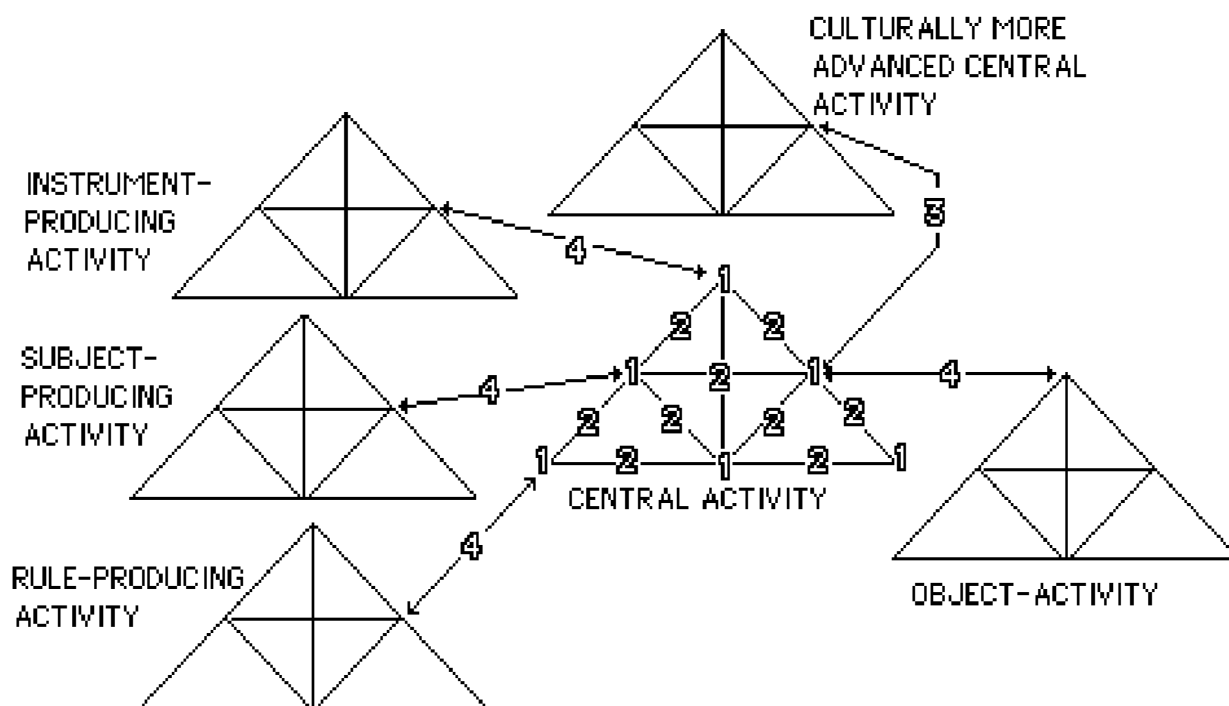 CULTURALLY MORE
ADVANCED CENTRAL
ACTIVITY
INSTRUMENT-
PRODUCING
ACTIVITY
3
4
1
2 2
SUBJECT-
PRODUCING
ACTIVITY
4
1 2 1 4
2 2 2 2
1 2 1 2 1
CENTRAL ACTIVITY
4
RULE-PRODUCING
ACTIVITY
OBJECT-ACTIVITY